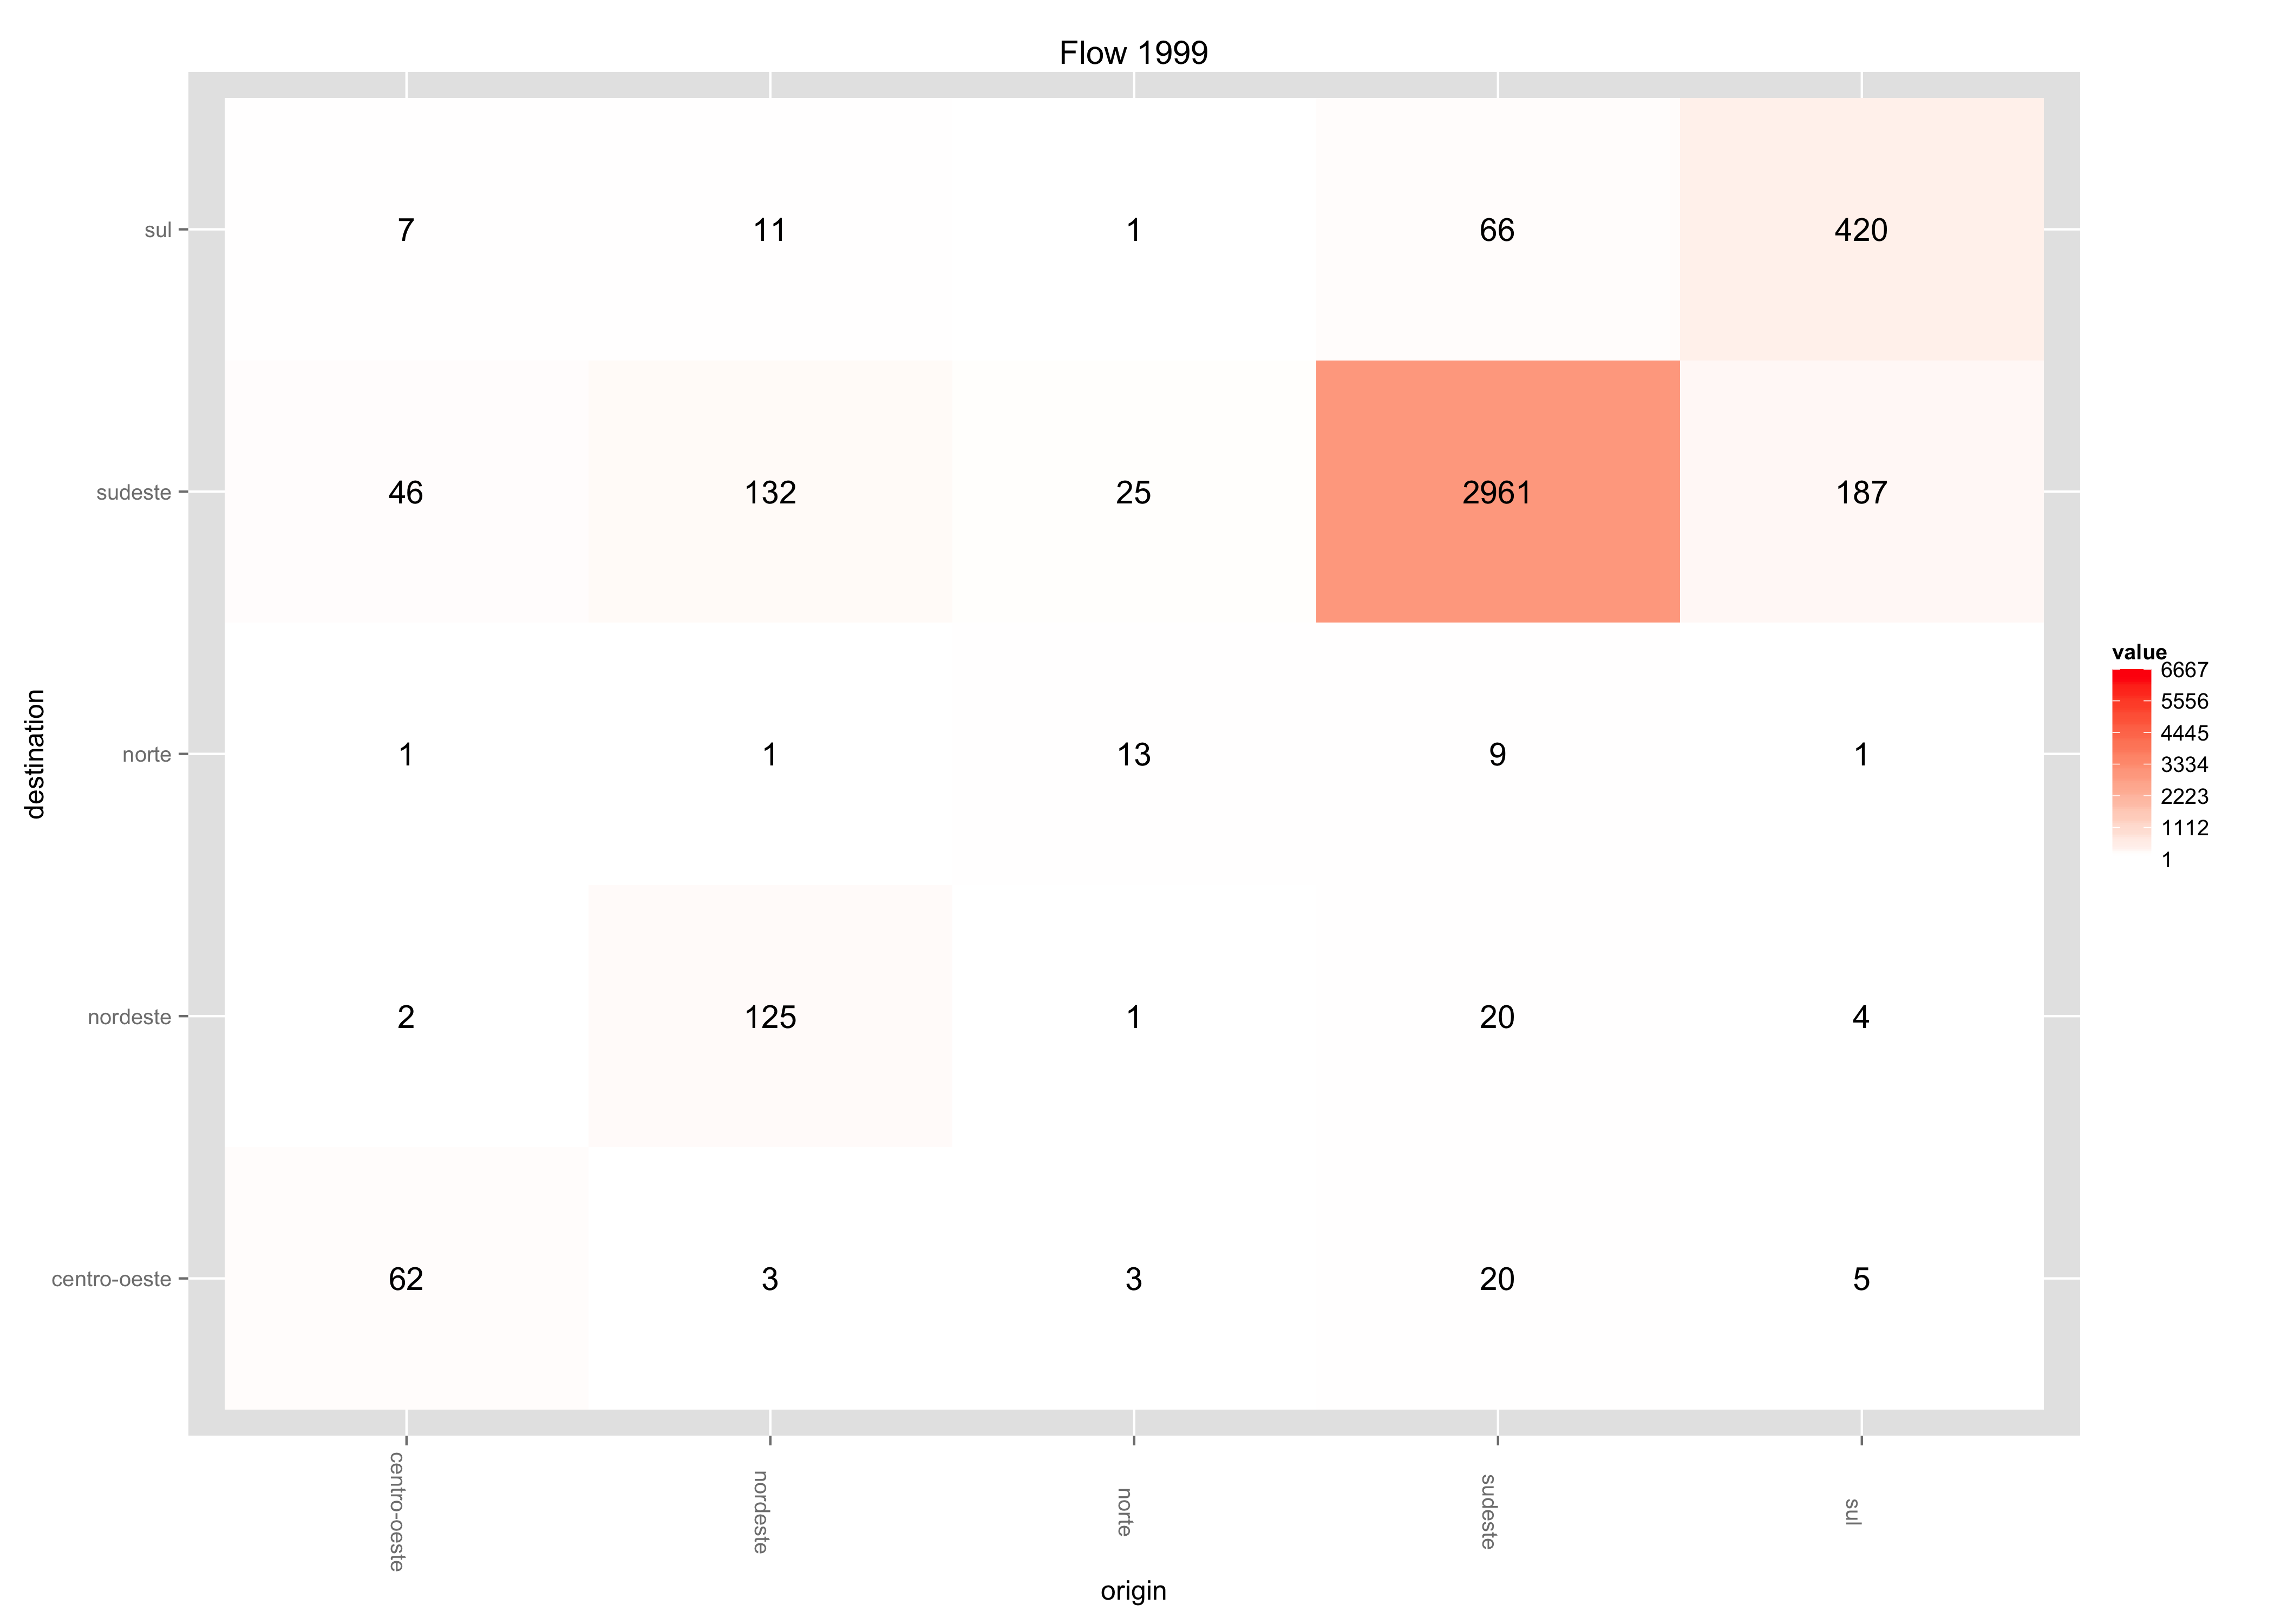 Flow 1999
sul 7 11 1 66 420
sudeste 46 132 25 2961 187
norte 1 1 13 9 1
nordeste 2 125 1 20 4
centro-oeste 62 3 3 20 5
centro-oeste nordeste norte sudeste sul
origin
destination
value
6667
5556
4445
3334
2223
1112
1